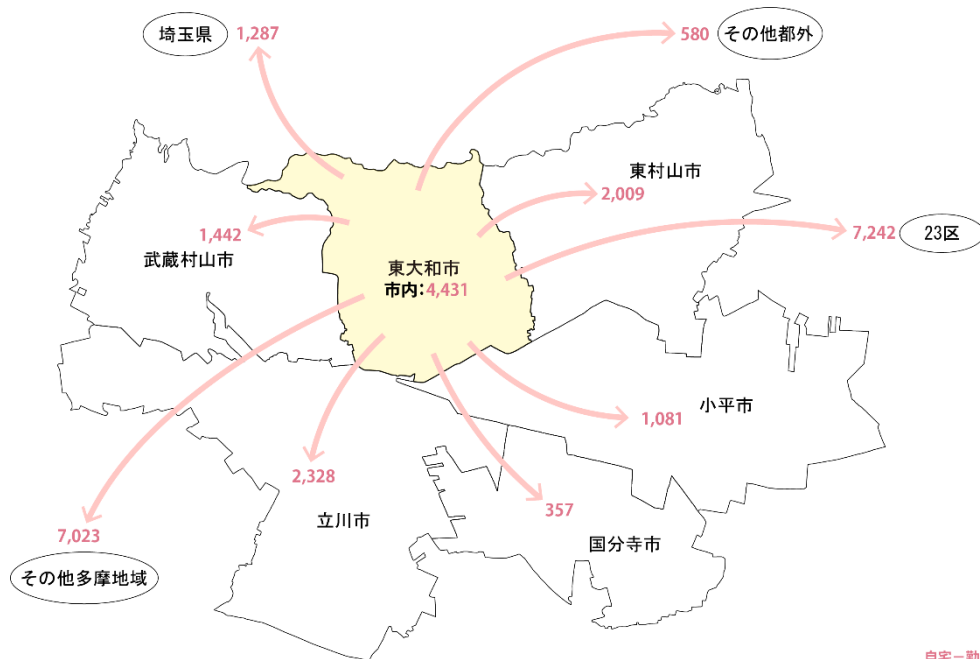 埼玉県
1,287
580
その他都外
東村山市
2,009
1,442
武蔵村山市
7,242
23区
東大和市
市内：4,431
小平市
1,081
2,328
立川市
357
国分寺市
7,023
その他多摩地域
自宅－勤